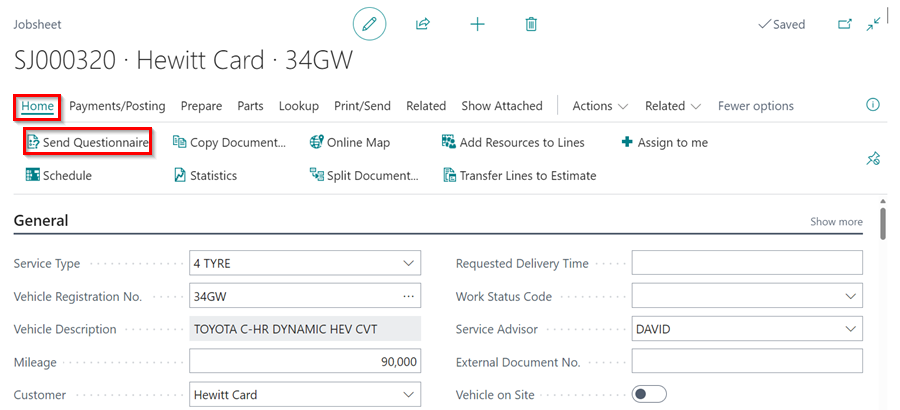 Jobsheet
Saved
SJ000320 · Hewitt Card · 34GW
Home Payments/Posting Prepare Parts Lookup Print/Send Related Show Attached Actions Related Fewer options
Send Questionnaire Copy Document... Online Map Add Resources to Lines Assign to me
Schedule Statistics Split Document... Transfer Lines to Estimate
General Show more
Service Type 4 TYRE Requested Delivery Time
Vehicle Registration No. 34GW ... Work Status Code
Vehicle Description TOYOTA C-HR DYNAMIC HEV CVT Service Advisor DAVID
Mileage 90,000 External Document No.
Customer Hewitt Card Vehicle on Site